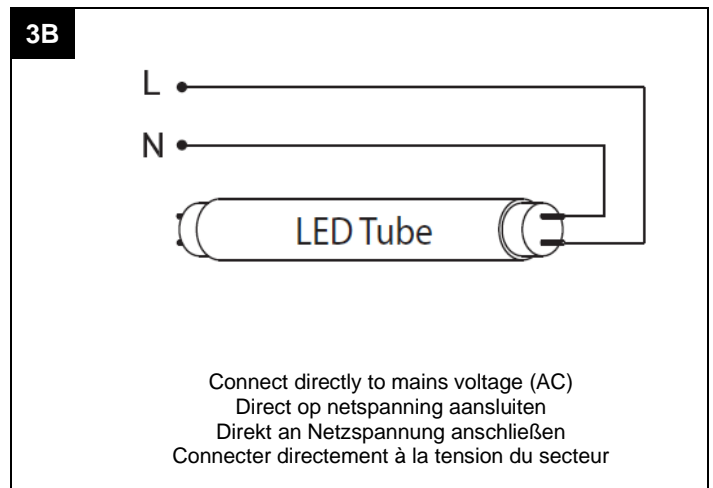 3B
L
N
LED Tube
Connect directly to mains voltage (AC)
Direct op netspanning aansluiten
Direkt an Netzspannung anschließen
Connecter directement à la tension du secteur